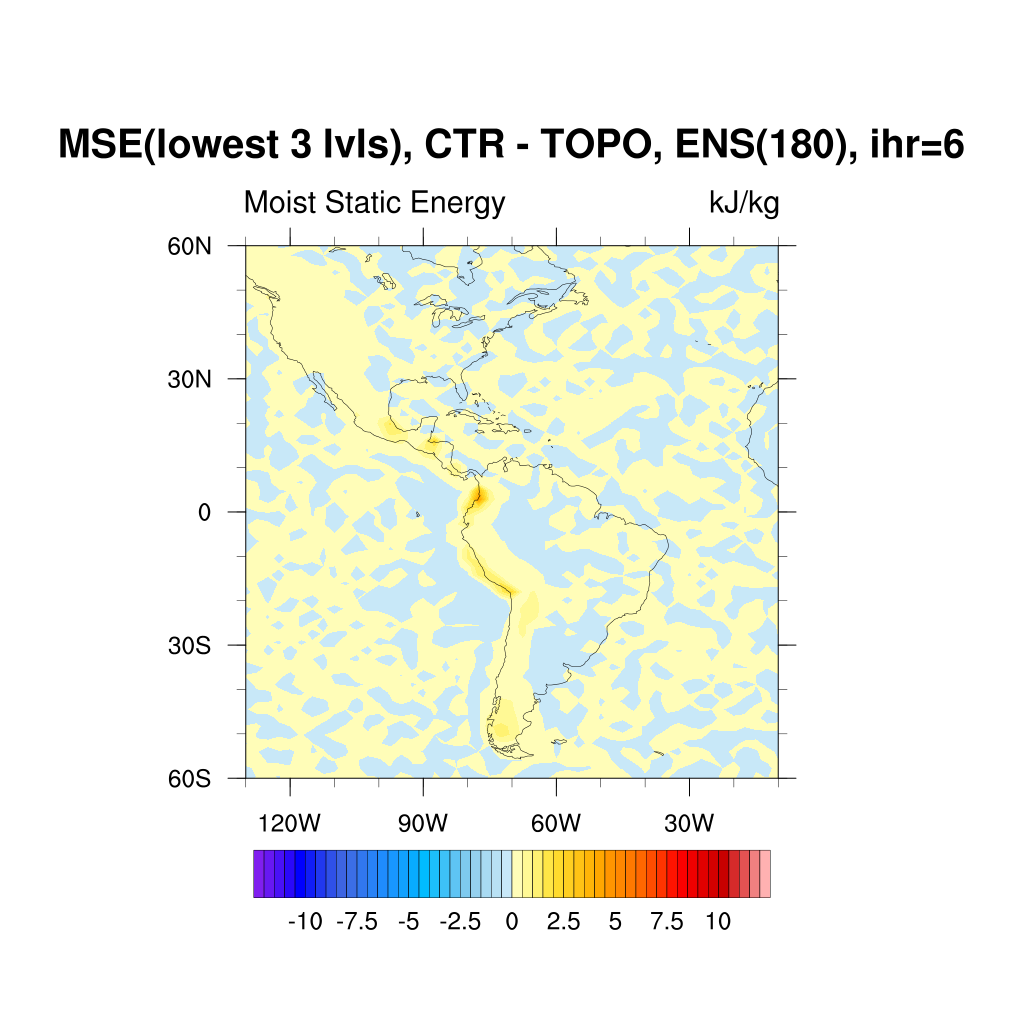 MSE(lowest 3 lvls), CTR - TOPO, ENS(180), ihr=6
Moist Static Energy kJ/kg
60N
30N
0
30S
60S
120W 90W 60W 30W
-10 -7.5 -5 -2.5 0 2.5 5 7.5 10